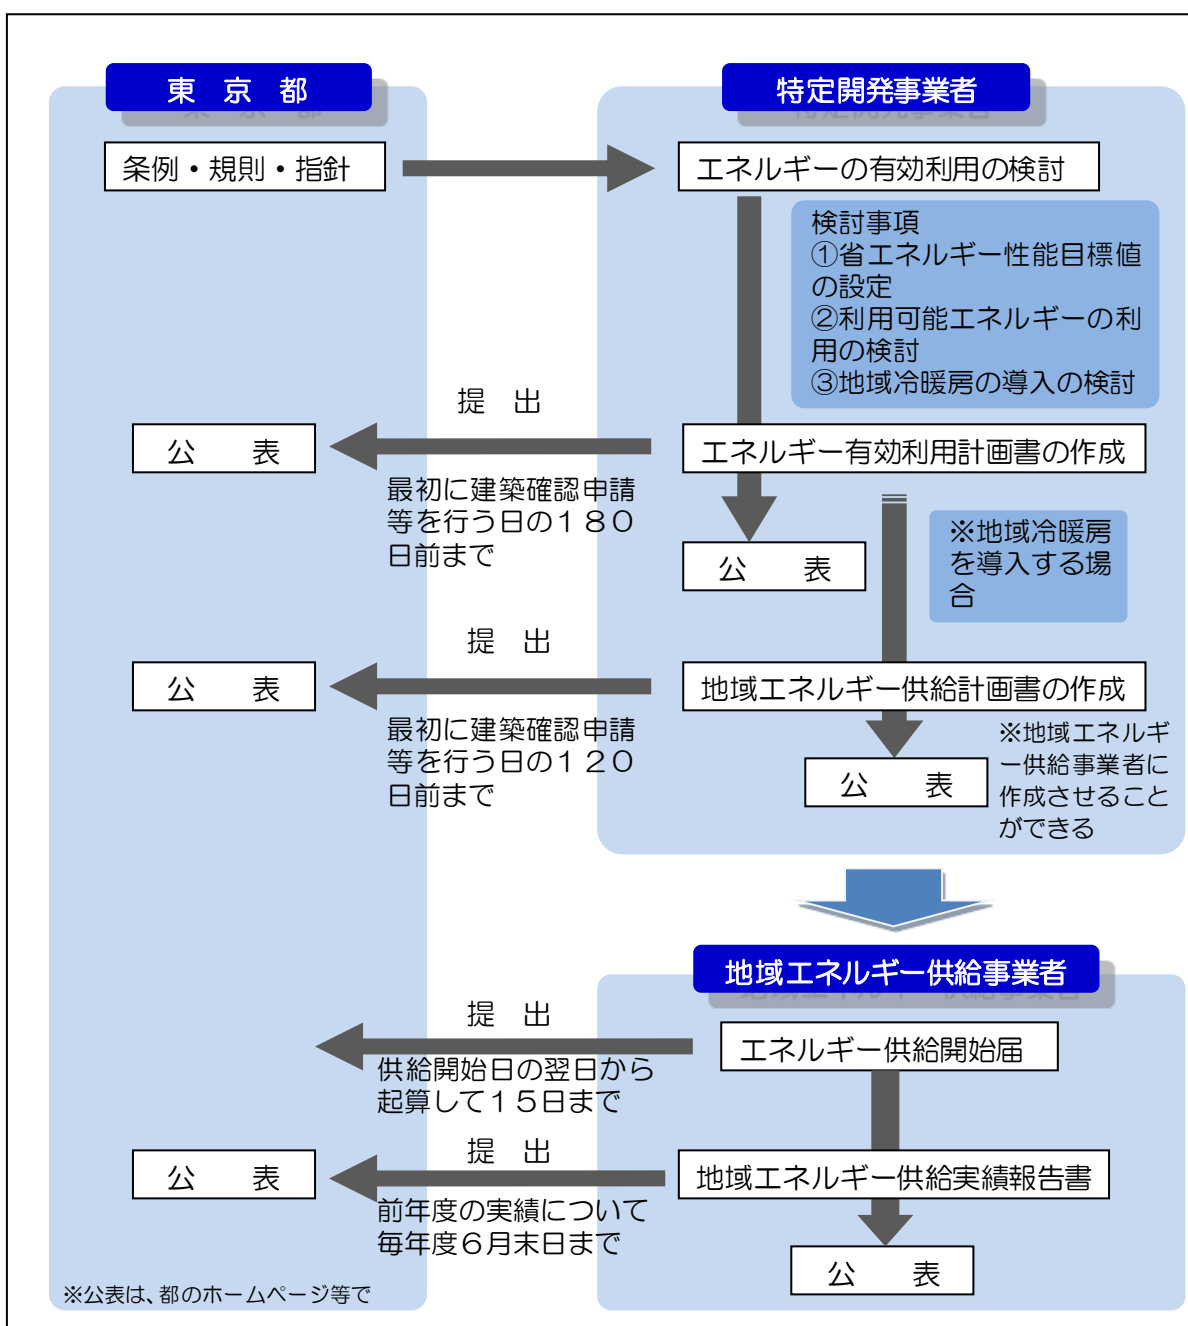 東 京 都
特定開発事業者
条例・規則・指針
エネルギーの有効利用の検討
検討事項
①省エネルギー性能目標値
の設定
②利用可能エネルギーの利
用の検討
③地域冷暖房の導入の検討
提 出
公 表
エネルギー有効利用計画書の作成
最初に建築確認申請
等を行う日の１８０
日前まで
※地域冷暖房
を導入する場
合
公 表
提 出
公 表
地域エネルギー供給計画書の作成
最初に建築確認申請
等を行う日の１２０
日前まで
※地域エネルギ
ー供給事業者に
作成させること
ができる
公 表
地域エネルギー供給事業者
提 出
エネルギー供給開始届
供給開始日の翌日から
起算して１５日まで
提 出
公 表
地域エネルギー供給実績報告書
前年度の実績について
毎年度６月末日まで
公 表
※公表は、都のホームページ等で